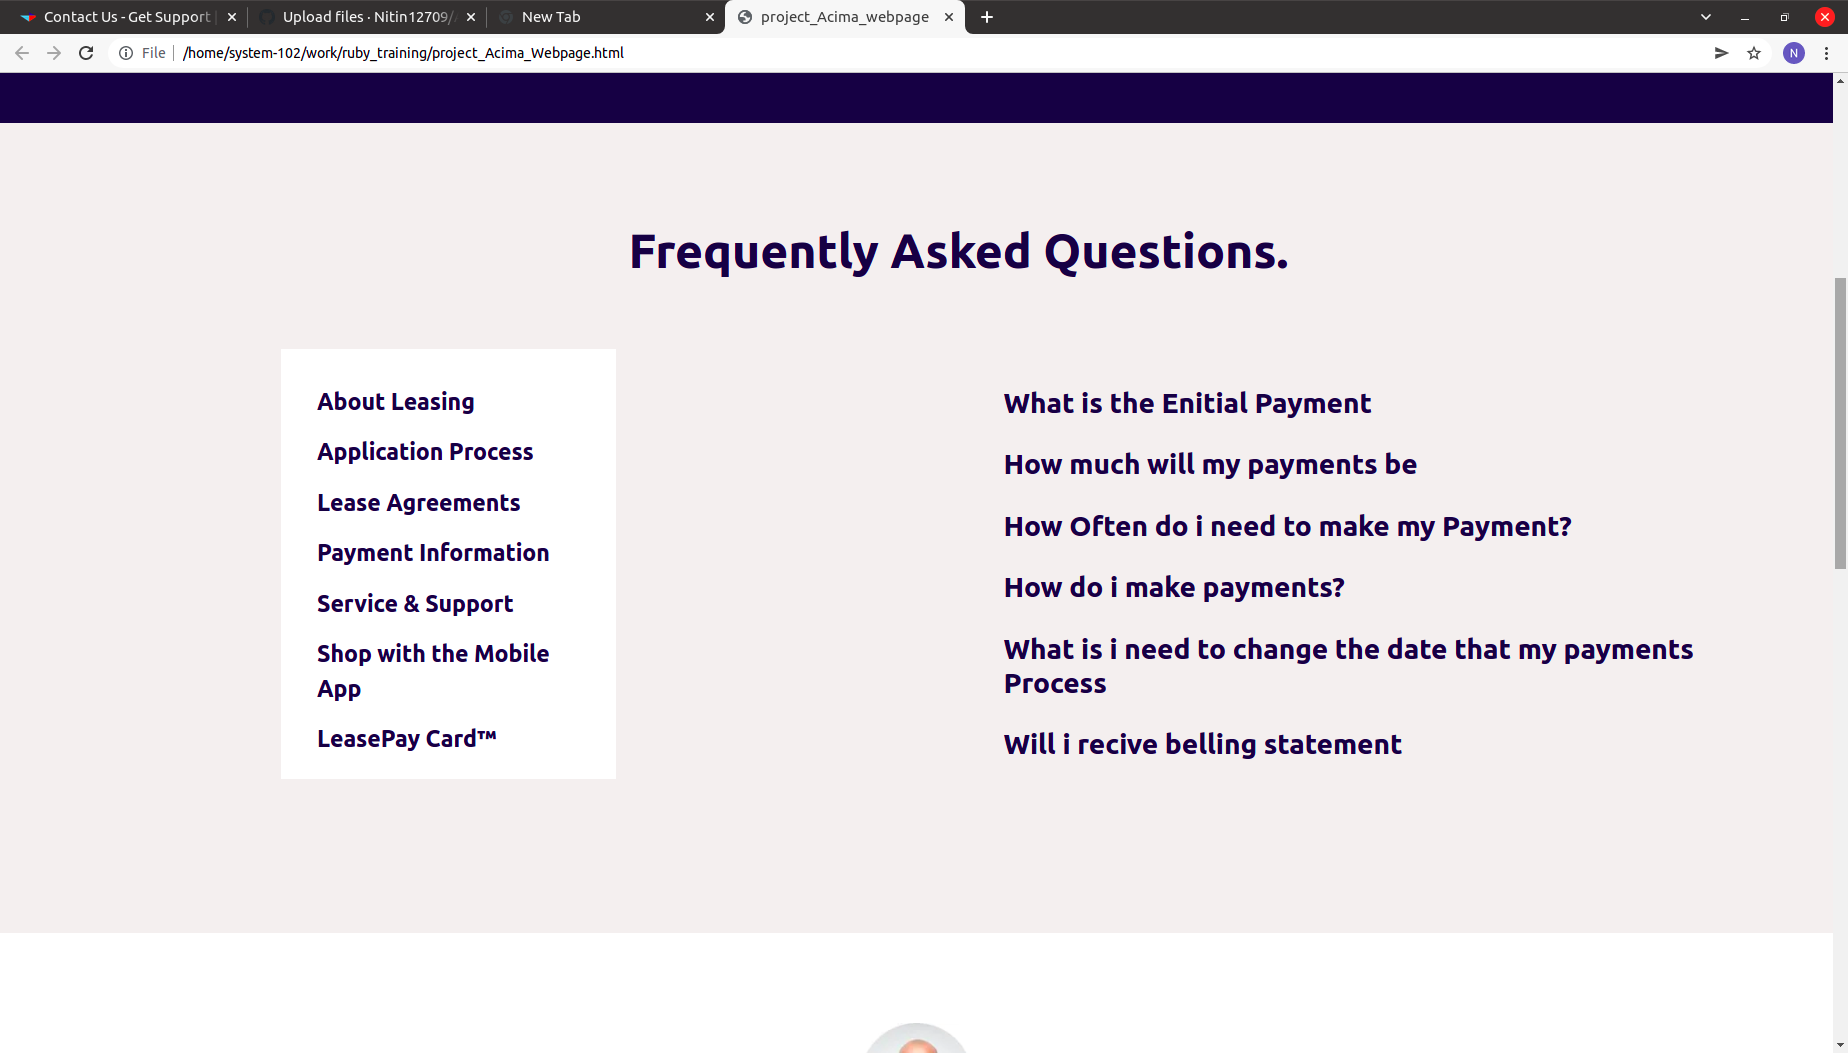 Contact Us - Get Support
Upload files · Nitin12709/
New Tab
project_Acima_webpage
File
/home/system-102/work/ruby_training/project_Acima_Webpage.html
N
Frequently Asked Questions.
About Leasing
Application Process
Lease Agreements
Payment Information
Service & Support
Shop with the Mobile
App
LeasePay Card™
What is the Enitial Payment
How much will my payments be
How Often do i need to make my Payment?
How do i make payments?
What is i need to change the date that my payments
Process
Will i recive belling statement